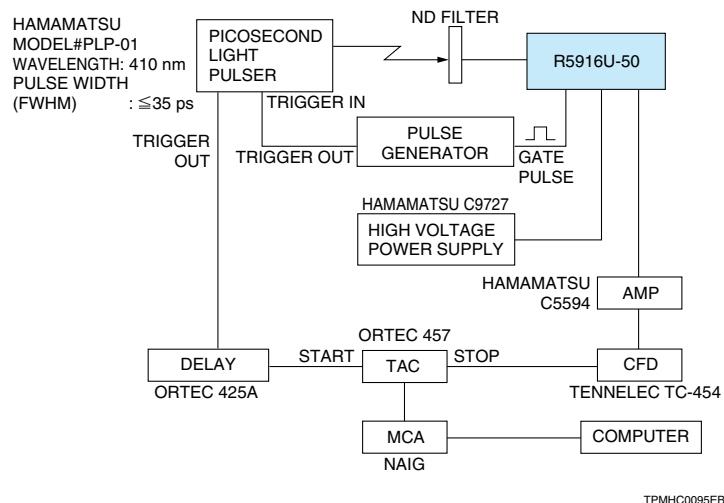 HAMAMATSU
MODEL#PLP-01
WAVELENGTH: 410 nm
PULSE WIDTH
(FWHM) : ≦35 ps
PICOSECOND
LIGHT
PULSER
ND FILTER
R5916U-50
TRIGGER IN
TRIGGER
OUT
TRIGGER OUT
PULSE
GENERATOR
GATE
PULSE
HAMAMATSU C9727
HIGH VOLTAGE
POWER SUPPLY
HAMAMATSU
C5594
AMP
ORTEC 457
DELAY
START
TAC
STOP
CFD
ORTEC 425A
TENNELEC TC-454
MCA
COMPUTER
NAIG
TPMHC0095ER